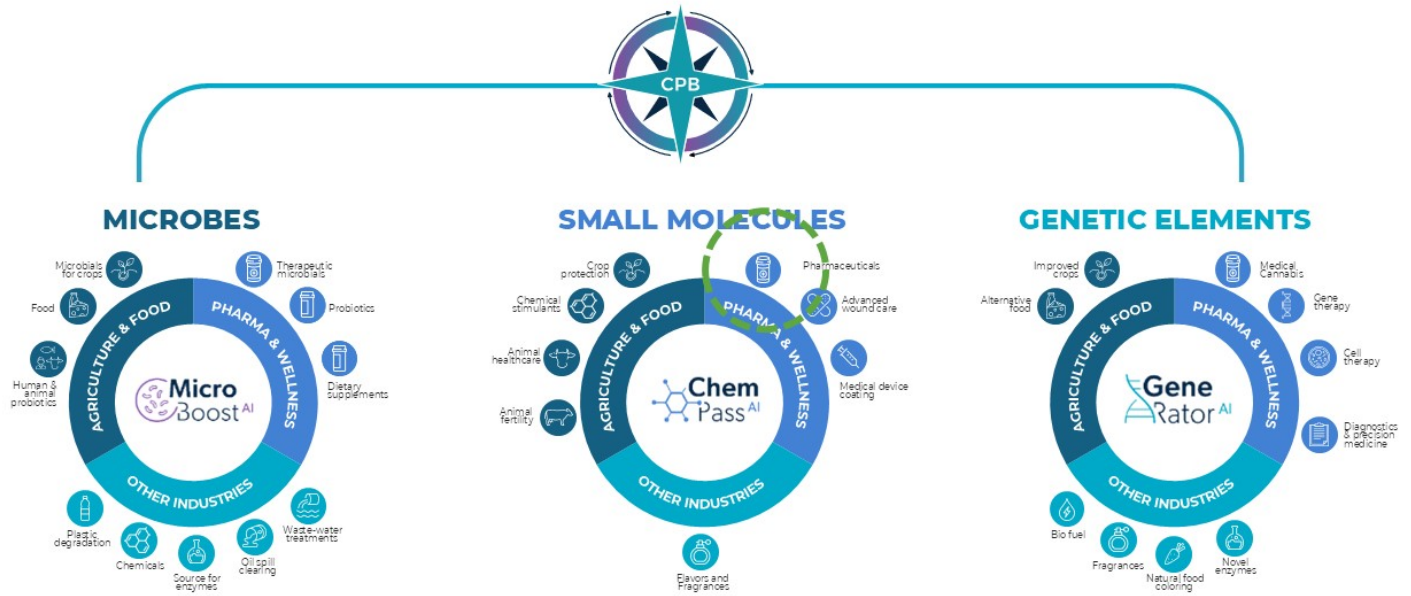 CPB
MICROBES
Microbials
for crops
Food
Human &
animal
probiotics
AGRICULTURE & FOOD
PHARMA & WELLNESS
OTHER INDUSTRIES
Micro
Boost AI
Therapeutic
microbials
Probiotics
Dietary
supplements
Plastic
degradation
Chemicals
Source for
enzymes
Oil spill
clearing
Waste-water
treatments
SMALL MOLECULES
Crop
protection
Chemical
stimulants
Animal
healthcare
Animal
fertility
AGRICULTURE & FOOD
PHARMA & WELLNESS
OTHER INDUSTRIES
Chem
Pass AI
Pharmaceuticals
Advanced
wound care
Medical device
coating
Flavors and
Fragrances
GENETIC ELEMENTS
Improved
crops
Alternative
food
AGRICULTURE & FOOD
PHARMA & WELLNESS
OTHER INDUSTRIES
Gene
Rator AI
Medical
Cannabis
Gene
therapy
Cell
therapy
Diagnostics
& precision
medicine
Bio fuel
Fragrances
Natural food
coloring
Novel
enzymes